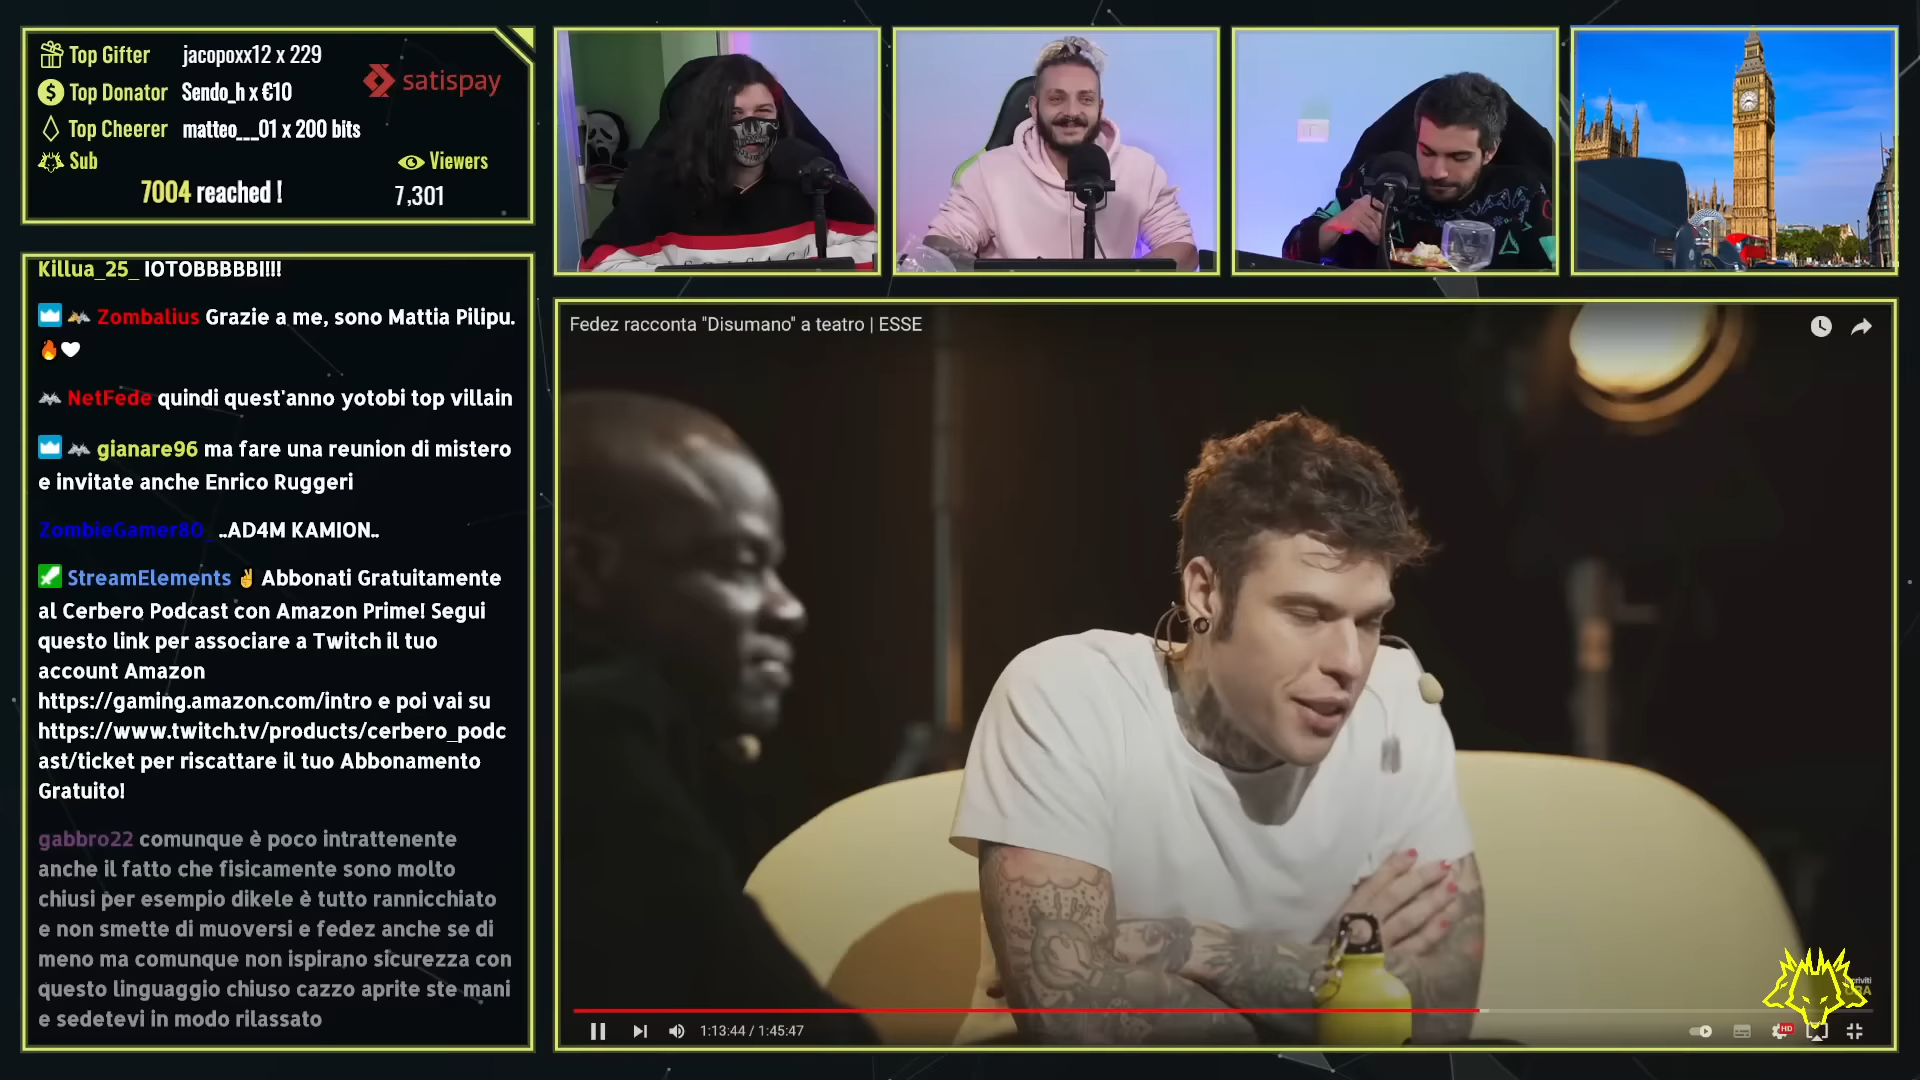 Top Gifter jacopoxx12 x 229
satispay
Top Donator Sendo_h x €10
Top Cheerer matteo___01 x 200 bits
Sub
Viewers
7004 reached !
7,301
Killua_25_ IOTOBBBBBI!!!!
Zombalius Grazie a me, sono Mattia Pilipu.
🔥🤍
NetFede quindi quest'anno yotobi top villain
gianare96 ma fare una reunion di mistero
e invitate anche Enrico Ruggeri
ZombieGamer80_ ..AD4M KAMION..
StreamElements ✌ Abbonati Gratuitamente
al Cerbero Podcast con Amazon Prime! Segui
questo link per associare a Twitch il tuo
account Amazon
https://gaming.amazon.com/intro e poi vai su
https://www.twitch.tv/products/cerbero_podc
ast/ticket per riscattare il tuo Abbonamento
Gratuito!
gabbro22 comunque è poco intrattenente
anche il fatto che fisicamente sono molto
chiusi per esempio dikele è tutto rannicchiato
e non smette di muoversi e fedez anche se di
meno ma comunque non ispirano sicurezza con
questo linguaggio chiuso cazzo aprite ste mani
e sedetevi in modo rilassato
Fedez racconta "Disumano" a teatro | ESSE
1:13:44 / 1:45:47
HD